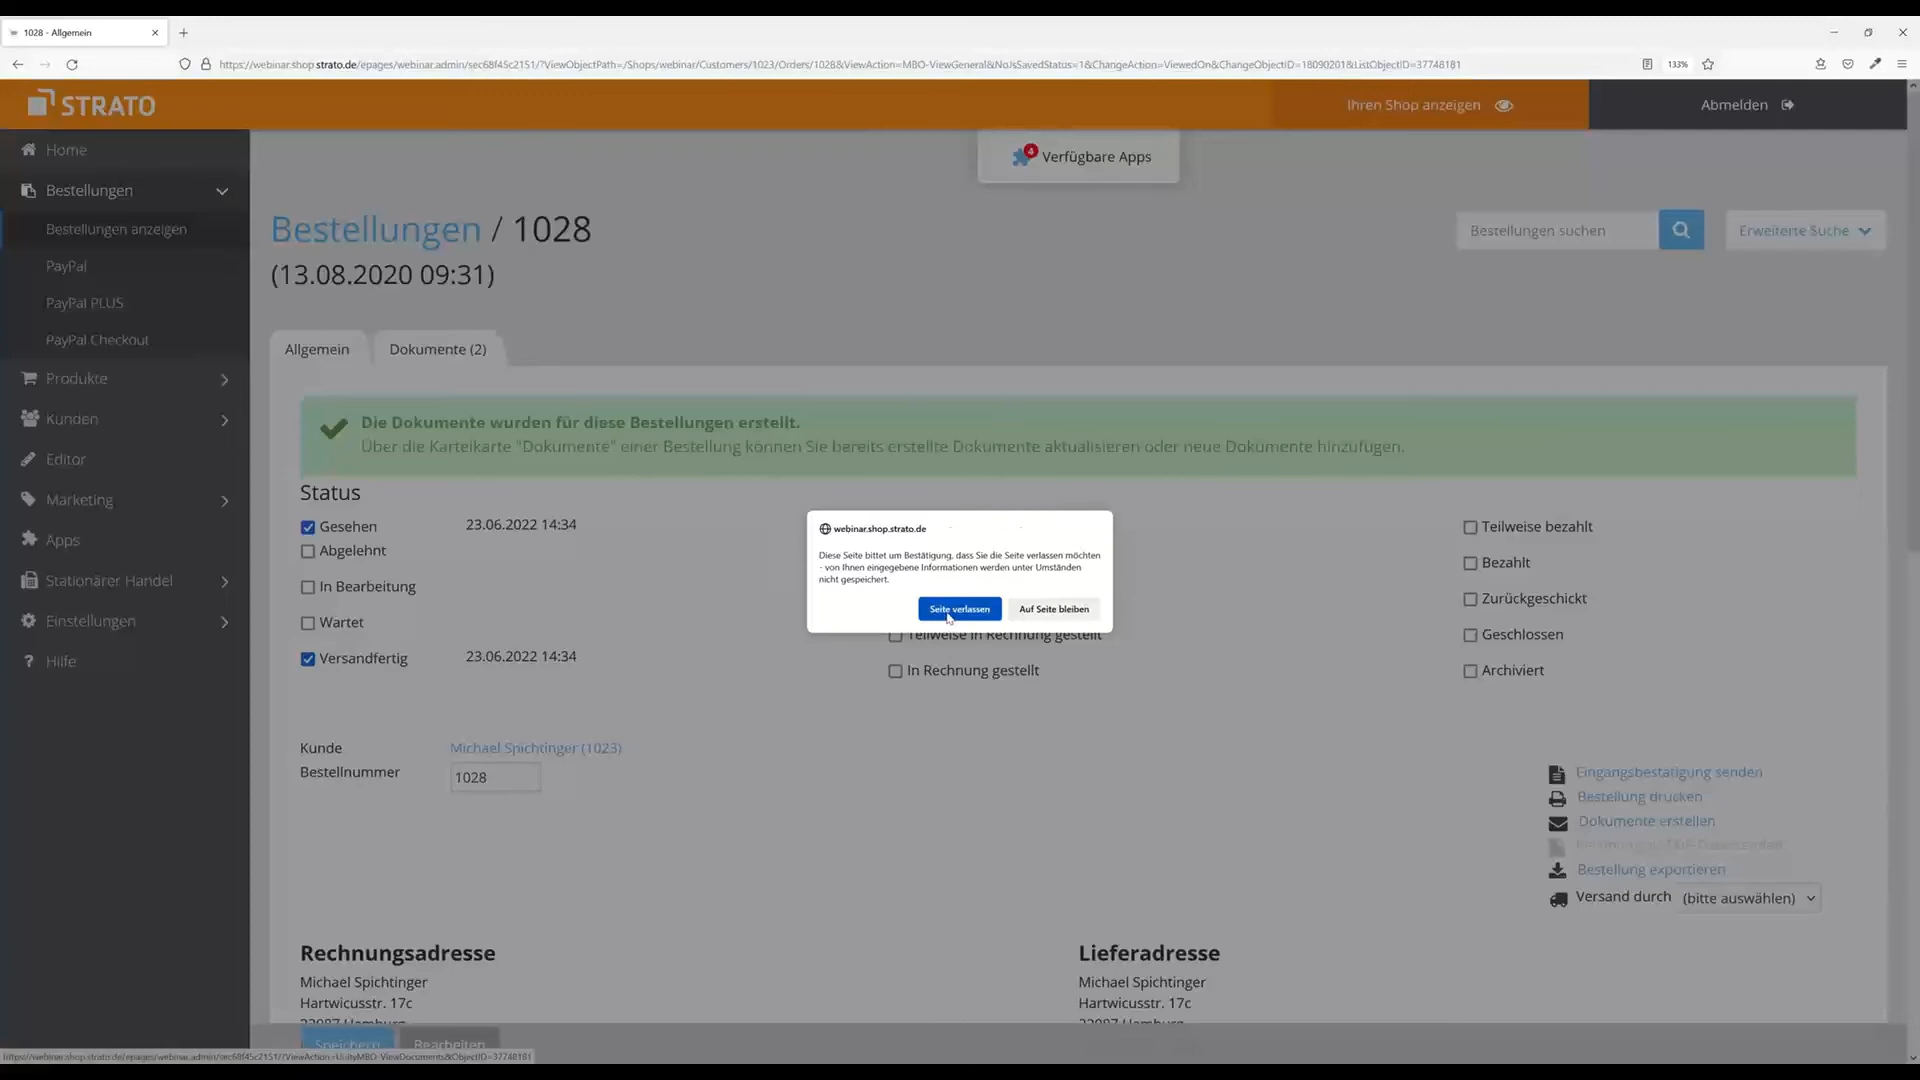 1028 - Allgemein
https://webinar.shop.strato.de/epages/webinar.admin/sec68f45c2151/?ViewObjectPath=/Shops/webinar/Customers/1023/Orders/1028&ViewAction=MBO-ViewGeneral&NoJsSavedStatus=1&ChangeAction=ViewedOn&ChangeObjectID=18090201&ListObjectID=37748181
133%
STRATO
Ihren Shop anzeigen
Abmelden
Home
4
Verfügbare Apps
Bestellungen
Bestellungen anzeigen
PayPal
PayPal PLUS
PayPal Checkout
Produkte
Kunden
Editor
Marketing
Apps
Stationärer Handel
Einstellungen
? Hilfe
Bestellungen / 1028
(13.08.2020 09:31)
Bestellungen suchen
Erweiterte Suche
Allgemein
Dokumente (2)
Die Dokumente wurden für diese Bestellungen erstellt.
Über die Karteikarte "Dokumente" einer Bestellung können Sie bereits erstellte Dokumente aktualisieren oder neue Dokumente hinzufügen.
Status
Gesehen 23.06.2022 14:34
Abgelehnt
In Bearbeitung
Wartet
Versandfertig 23.06.2022 14:34
webinar.shop.strato.de
Diese Seite bittet um Bestätigung, dass Sie die Seite verlassen möchten
- von Ihnen eingegebene Informationen werden unter Umständen
nicht gespeichert.
Seite verlassen
Auf Seite bleiben
Teilweise in Rechnung gestellt
In Rechnung gestellt
Teilweise bezahlt
Bezahlt
Zurückgeschickt
Geschlossen
Archiviert
Kunde Michael Spichtinger (1023)
Bestellnummer 1028
Eingangsbestätigung senden
Bestellung drucken
Dokumente erstellen
Bestellung exportieren
Versand durch (bitte auswählen)
Rechnungsadresse
Michael Spichtinger
Hartwicusstr. 17c
22087 Hamburg
Lieferadresse
Michael Spichtinger
Hartwicusstr. 17c
22087 Hamburg
Speichern
Bearbeiten
https://webinar.shop.strato.de/epages/webinar.admin/sec68f45c2151/?ViewAction=UnityMBO-ViewDocuments&ObjectID=37748181